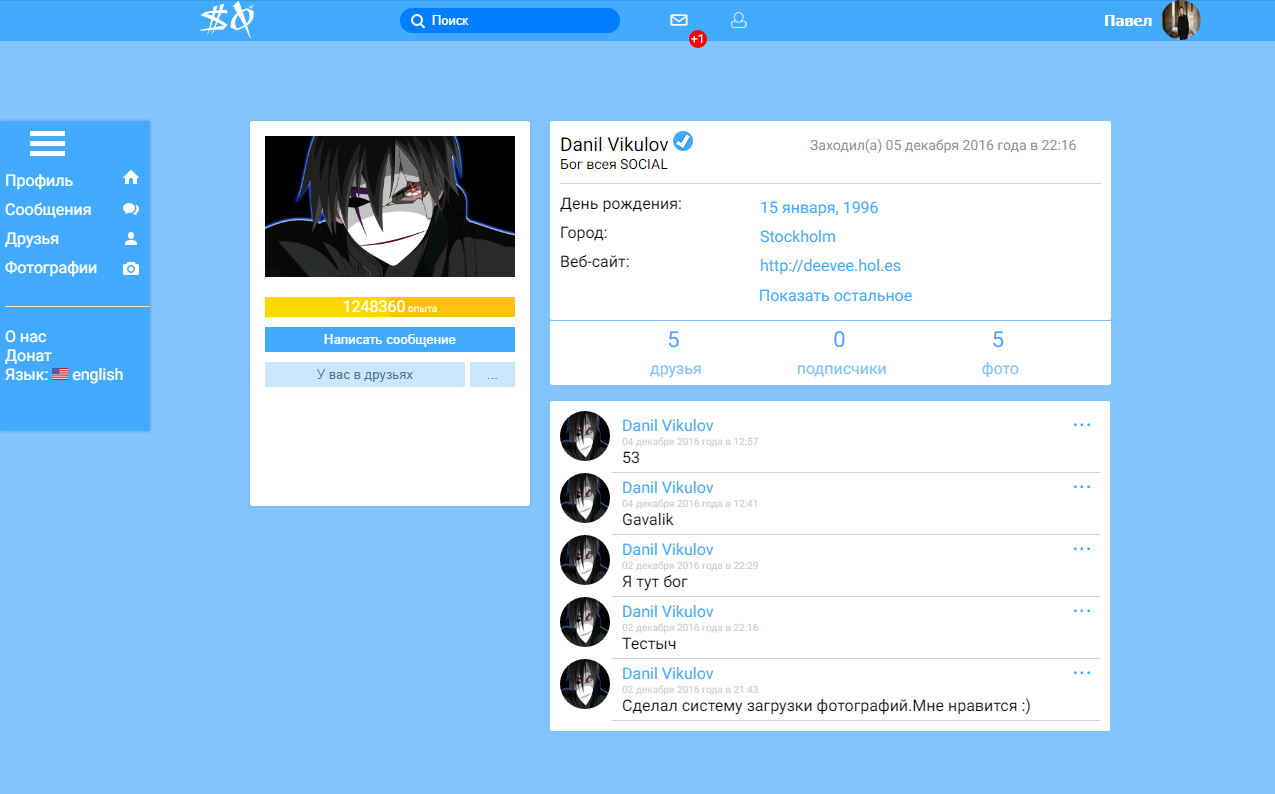 Поиск
+1
Павел
Профиль
Сообщения
Друзья
Фотографии
О нас
Донат
Язык: english
1248360 опыта
Написать сообщение
У вас в друзьях
...
Danil Vikulov
Заходил(а) 05 декабря 2016 года в 22:16
Бог всея SOCIAL
День рождения:
15 января, 1996
Город:
Stockholm
Веб-сайт:
http://deevee.hol.es
Показать остальное
5
0
5
друзья
подписчики
фото
Danil Vikulov
04 декабря 2016 года в 12:57
53
Danil Vikulov
04 декабря 2016 года в 12:41
Gavalik
Danil Vikulov
02 декабря 2016 года в 22:29
Я тут бог
Danil Vikulov
02 декабря 2016 года в 22:16
Тестыч
Danil Vikulov
02 декабря 2016 года в 21:43
Сделал систему загрузки фотографий.Мне нравится :)